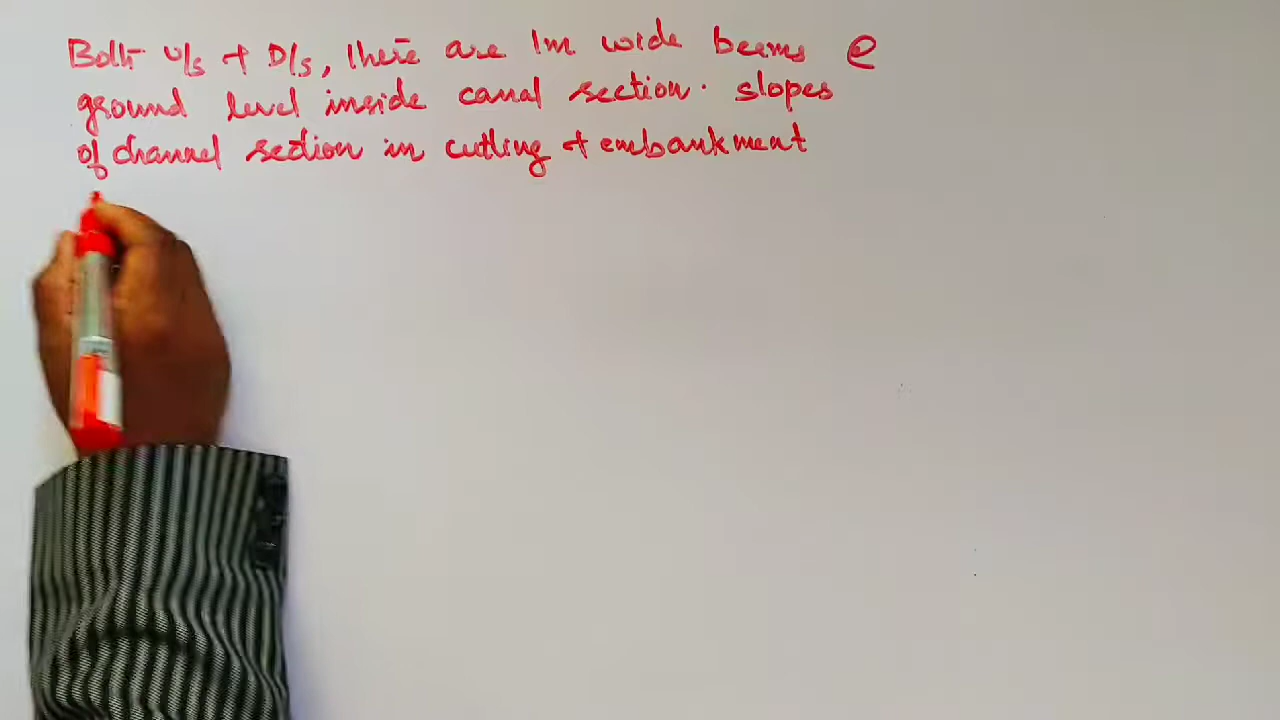 Both U/S & D/S, there are 1m wide beams @
ground level inside canal section. slopes
of channel section in cutting & embankment